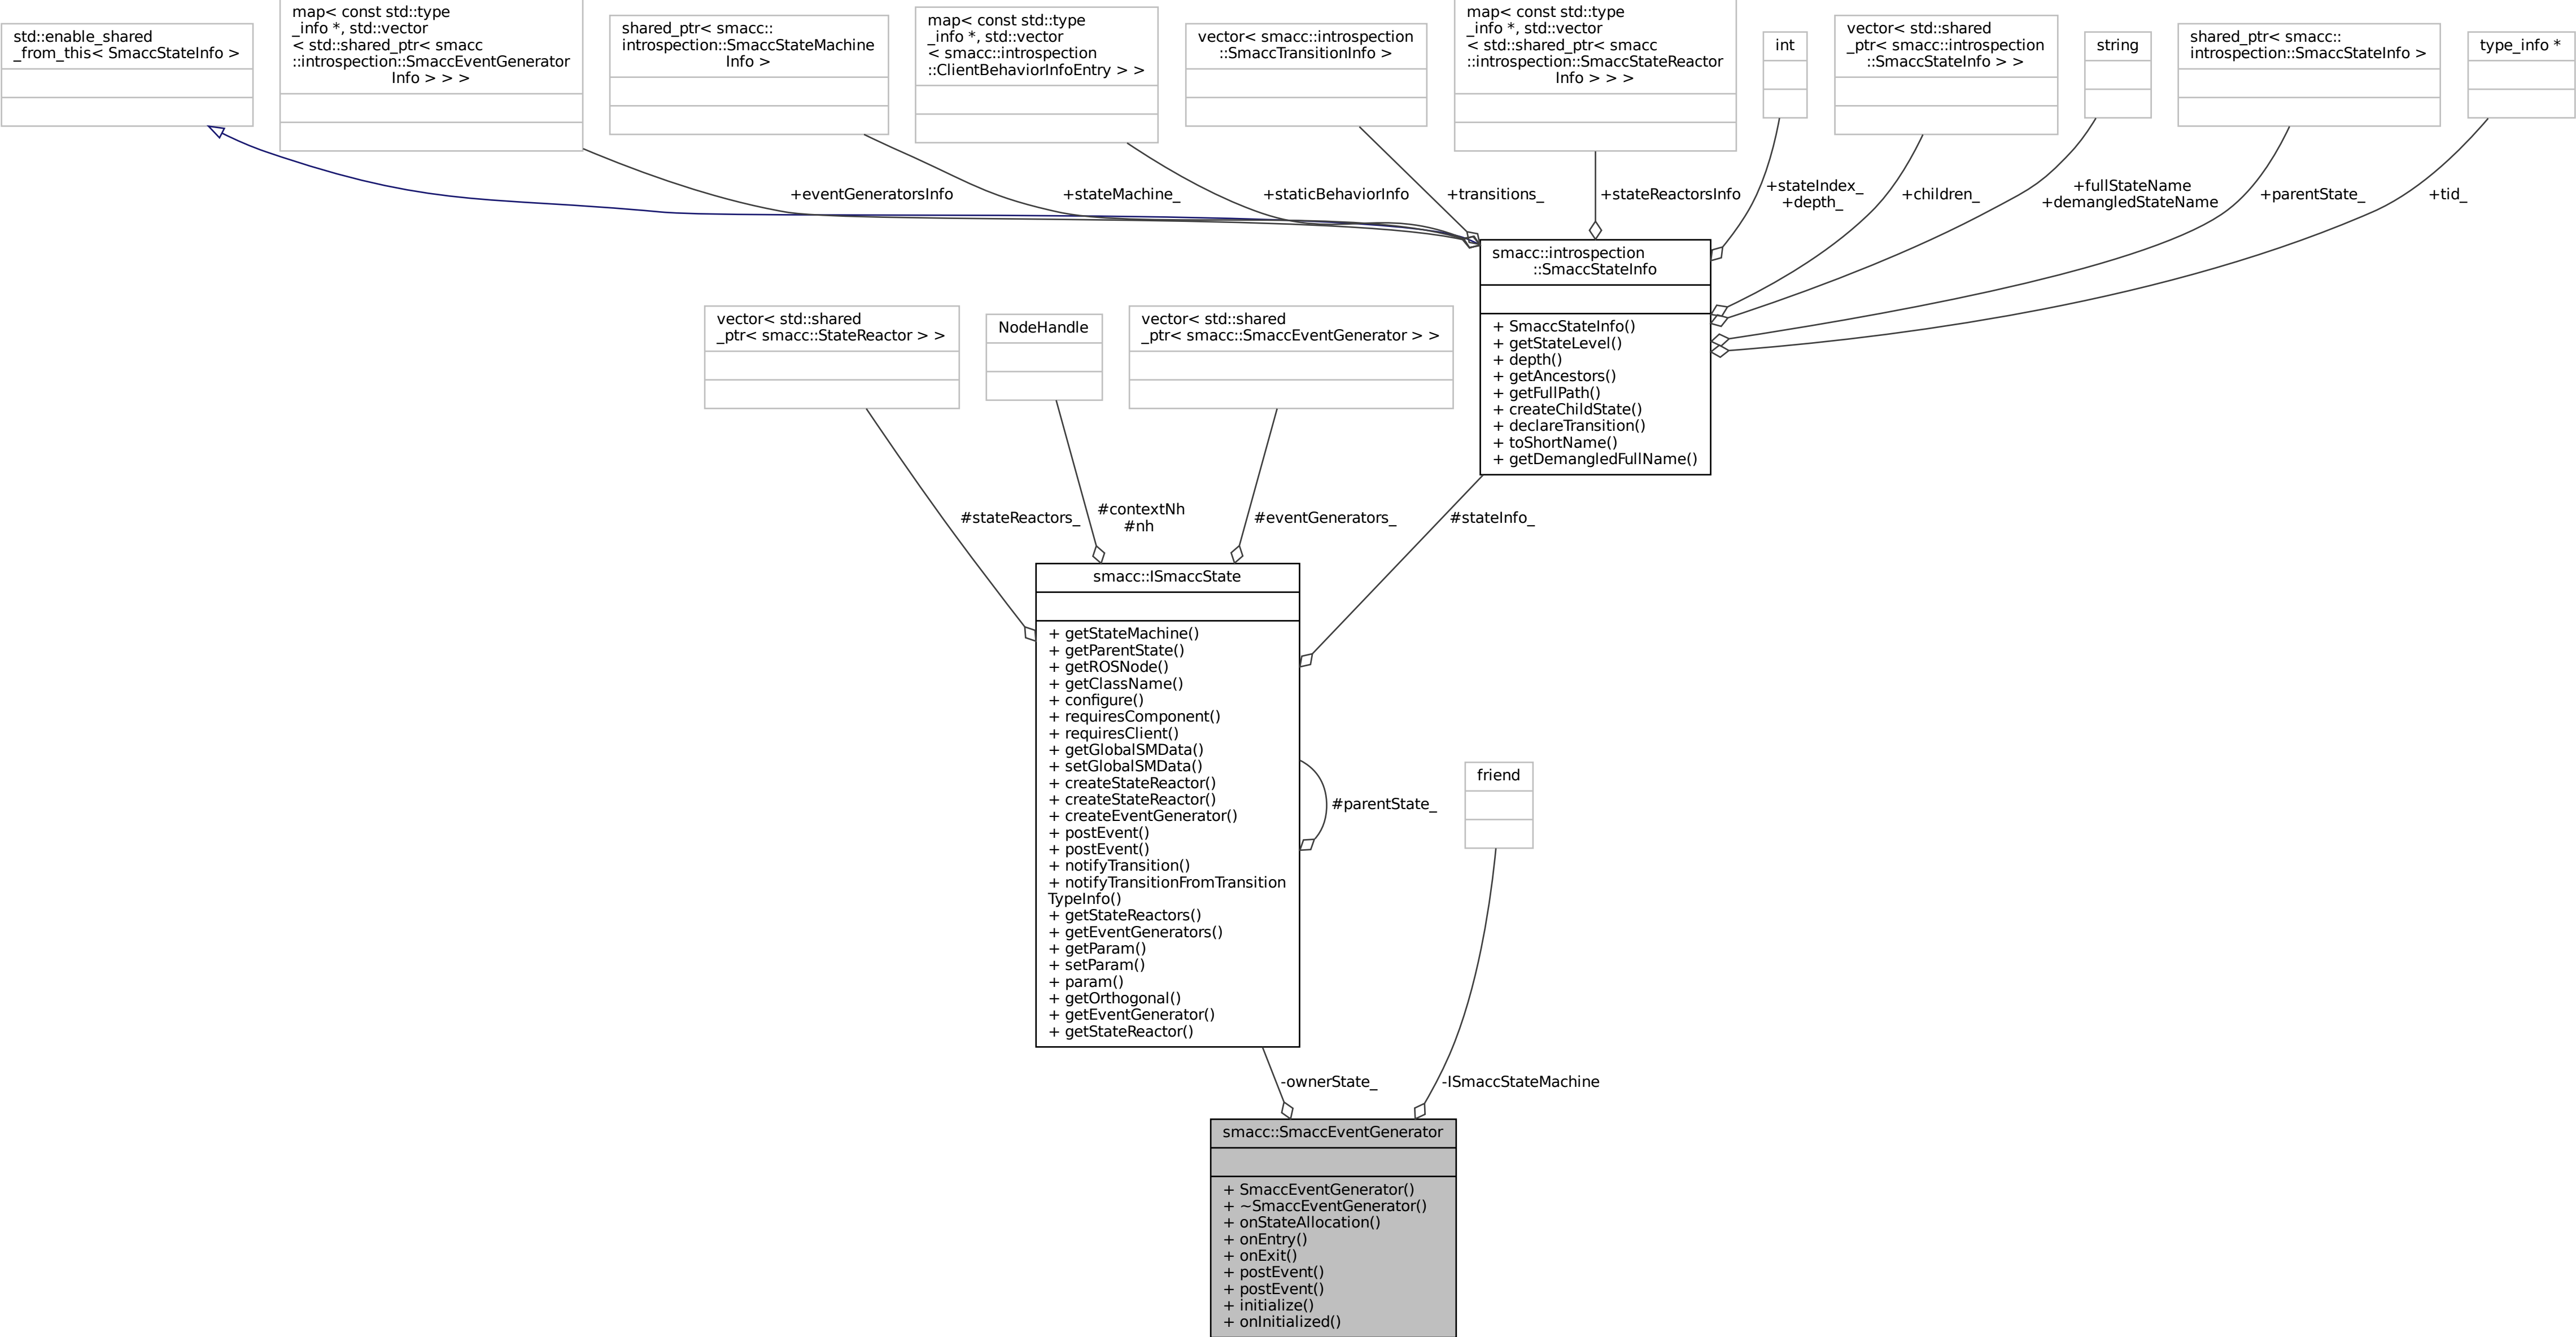 std::enable_shared
_from_this< SmaccStateInfo >
map< const std::type
_info *, std::vector
< std::shared_ptr< smacc
::introspection::SmaccEventGenerator
Info > > >
shared_ptr< smacc::
introspection::SmaccStateMachine
Info >
map< const std::type
_info *, std::vector
< smacc::introspection
::ClientBehaviorInfoEntry > >
vector< smacc::introspection
::SmaccTransitionInfo >
map< const std::type
_info *, std::vector
< std::shared_ptr< smacc
::introspection::SmaccStateReactor
Info > > >
int
vector< std::shared
_ptr< smacc::introspection
::SmaccStateInfo > >
string
shared_ptr< smacc::
introspection::SmaccStateInfo >
type_info *
+eventGeneratorsInfo
+stateMachine_
+staticBehaviorInfo
+transitions_
+stateReactorsInfo
+stateIndex_
+depth_
+children_
+fullStateName
+demangledStateName
+parentState_
+tid_
smacc::introspection
::SmaccStateInfo
+ SmaccStateInfo()
+ getStateLevel()
+ depth()
+ getAncestors()
+ getFullPath()
+ createChildState()
+ declareTransition()
+ toShortName()
+ getDemangledFullName()
vector< std::shared
_ptr< smacc::StateReactor > >
NodeHandle
vector< std::shared
_ptr< smacc::SmaccEventGenerator > >
#stateReactors_
#contextNh
#nh
#eventGenerators_
#stateInfo_
smacc::ISmaccState
+ getStateMachine()
+ getParentState()
+ getROSNode()
+ getClassName()
+ configure()
+ requiresComponent()
+ requiresClient()
+ getGlobalSMData()
+ setGlobalSMData()
+ createStateReactor()
+ createStateReactor()
+ createEventGenerator()
+ postEvent()
+ postEvent()
+ notifyTransition()
+ notifyTransitionFromTransition
TypeInfo()
+ getStateReactors()
+ getEventGenerators()
+ getParam()
+ setParam()
+ param()
+ getOrthogonal()
+ getEventGenerator()
+ getStateReactor()
#parentState_
friend
-ownerState_
-ISmaccStateMachine
smacc::SmaccEventGenerator
+ SmaccEventGenerator()
+ ~SmaccEventGenerator()
+ onStateAllocation()
+ onEntry()
+ onExit()
+ postEvent()
+ postEvent()
+ initialize()
+ onInitialized()